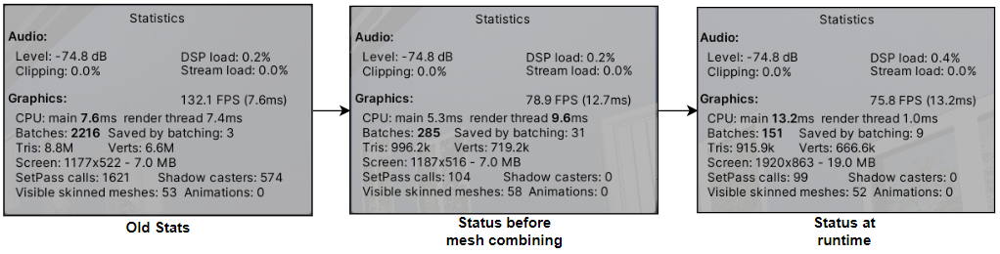 Statistics
Audio:
Level: -74.8 dB DSP load: 0.2%
Clipping: 0.0% Stream load: 0.0%
Graphics: 132.1 FPS (7.6ms)
CPU: main 7.6ms render thread 7.4ms
Batches: 2216 Saved by batching: 3
Tris: 8.8M Verts: 6.6M
Screen: 1177x522 - 7.0 MB
SetPass calls: 1621 Shadow casters: 574
Visible skinned meshes: 53 Animations: 0
Old Stats
Statistics
Audio:
Level: -74.8 dB DSP load: 0.2%
Clipping: 0.0% Stream load: 0.0%
Graphics: 78.9 FPS (12.7ms)
CPU: main 5.3ms render thread 9.6ms
Batches: 285 Saved by batching: 31
Tris: 996.2k Verts: 719.2k
Screen: 1187x516 - 7.0 MB
SetPass calls: 104 Shadow casters: 0
Visible skinned meshes: 58 Animations: 0
Status before
mesh combining
Statistics
Audio:
Level: -74.8 dB DSP load: 0.4%
Clipping: 0.0% Stream load: 0.0%
Graphics: 75.8 FPS (13.2ms)
CPU: main 13.2ms render thread 1.0ms
Batches: 151 Saved by batching: 9
Tris: 915.9k Verts: 666.6k
Screen: 1920x863 - 19.0 MB
SetPass calls: 99 Shadow casters: 0
Visible skinned meshes: 52 Animations: 0
Status at
runtime